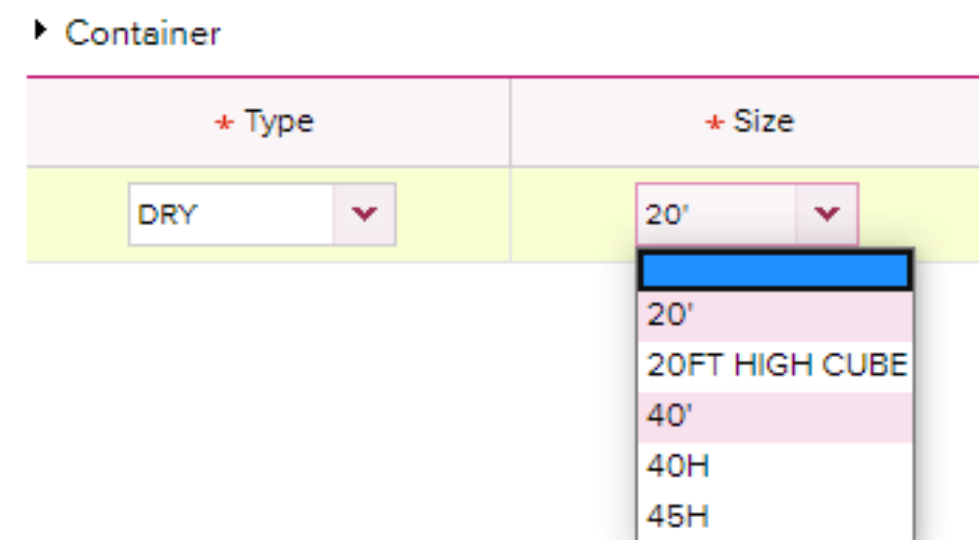 Container
* Type
* Size
DRY
20'
20'
20FT HIGH CUBE
40'
40H
45H